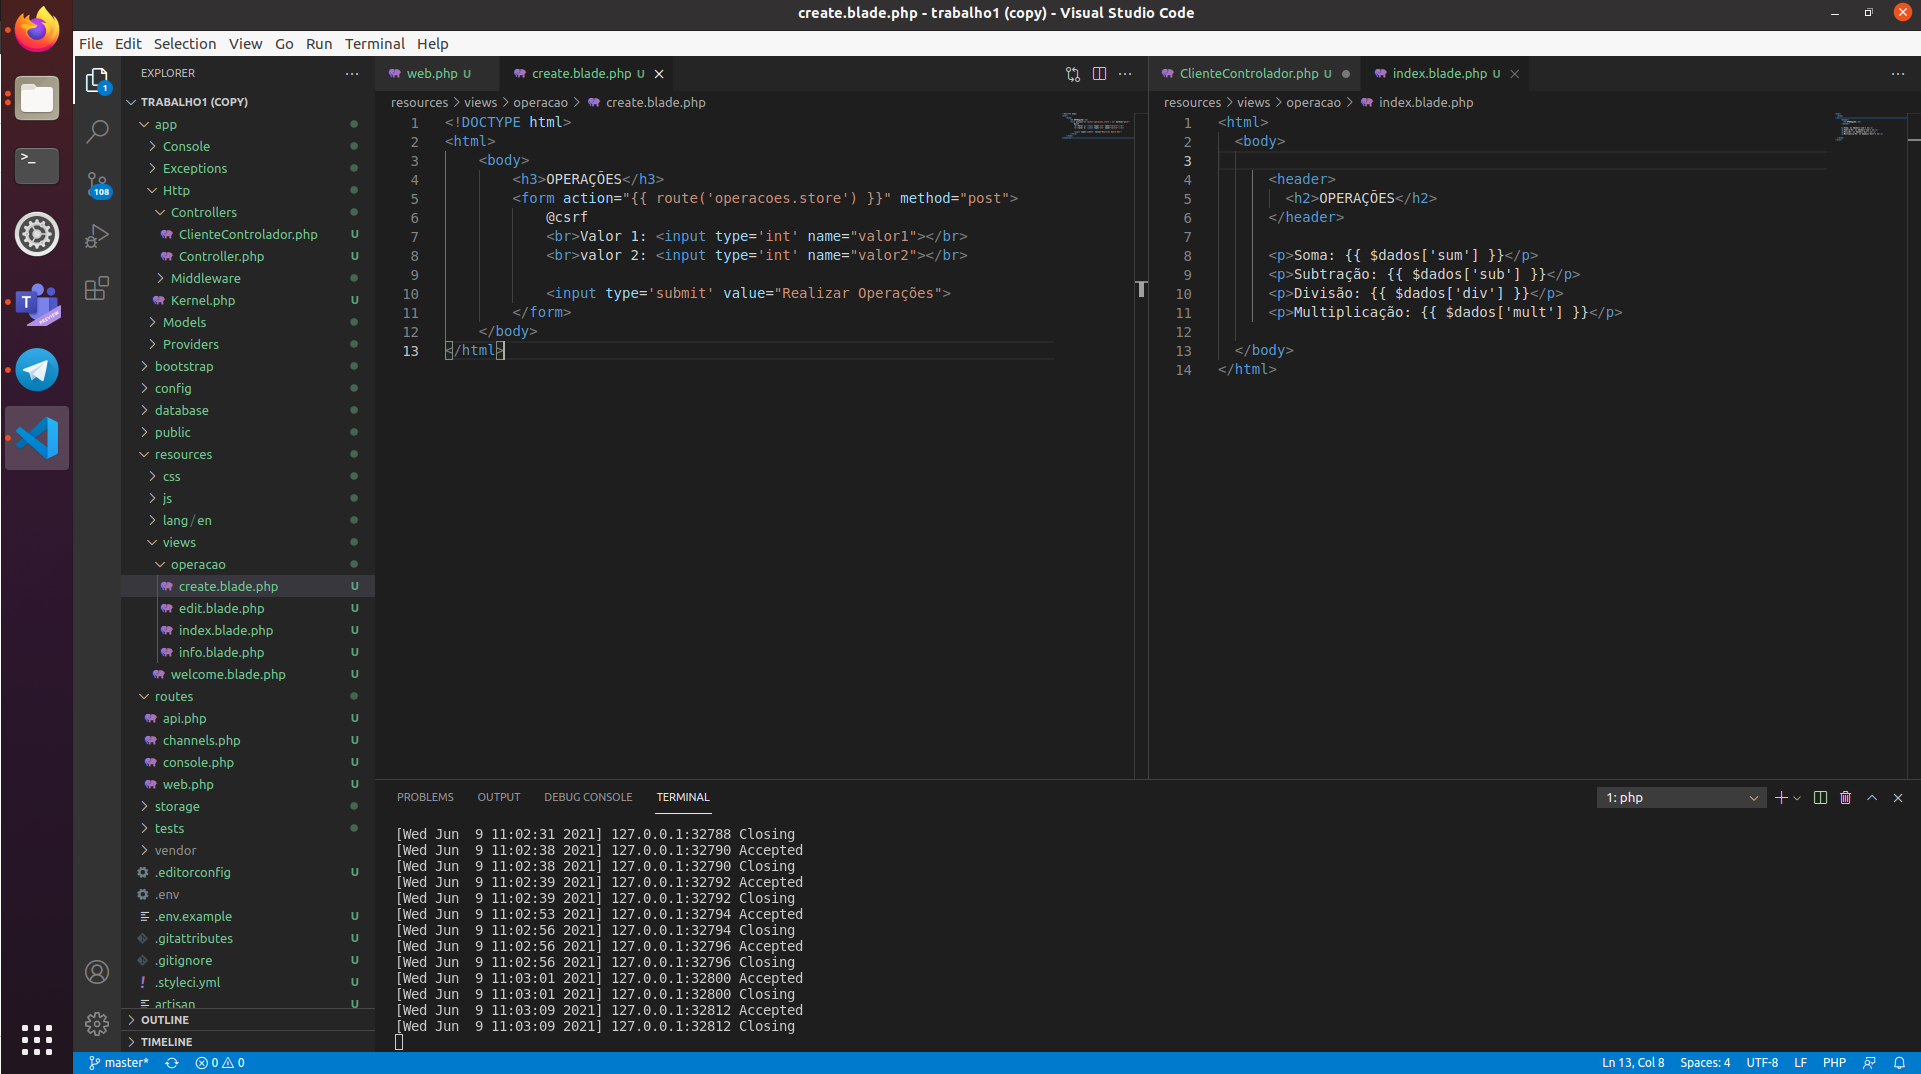 create.blade.php - trabalho1 (copy) - Visual Studio Code
File Edit Selection View Go Run Terminal Help
EXPLORER
TRABALHO1 (COPY)
app
Console
Exceptions
Http
Controllers
ClienteControlador.php U
Controller.php U
Middleware
Kernel.php U
Models
Providers
bootstrap
config
database
public
resources
css
js
lang/en
views
operacao
create.blade.php U
edit.blade.php U
index.blade.php U
info.blade.php U
welcome.blade.php U
routes
api.php U
channels.php U
console.php U
web.php U
storage
tests
vendor
.editorconfig U
.env
.env.example U
.gitattributes U
.gitignore U
.styleci.yml U
artisan U
OUTLINE
TIMELINE
1
108
T
PREVIEW
>_
web.php U create.blade.php U
resources > views > operacao > create.blade.php
1 <!DOCTYPE html>
2 <html>
3 <body>
4 <h3>OPERAÇÕES</h3>
5 <form action="{{ route('operacoes.store') }}" method="post">
6 @csrf
7 <br>Valor 1: <input type='int' name="valor1"></br>
8 <br>valor 2: <input type='int' name="valor2"></br>
9
10 <input type='submit' value="Realizar Operações">
11 </form>
12 </body>
13 </html>
ClienteControlador.php U index.blade.php U
resources > views > operacao > index.blade.php
1 <html>
2 <body>
3
4 <header>
5 <h2>OPERAÇÕES</h2>
6 </header>
7
8 <p>Soma: {{ $dados['sum'] }}</p>
9 <p>Subtração: {{ $dados['sub'] }}</p>
10 <p>Divisão: {{ $dados['div'] }}</p>
11 <p>Multiplicação: {{ $dados['mult'] }}</p>
12
13 </body>
14 </html>
PROBLEMS OUTPUT DEBUG CONSOLE TERMINAL 1: php
[Wed Jun  9 11:02:31 2021] 127.0.0.1:32788 Closing
[Wed Jun  9 11:02:38 2021] 127.0.0.1:32790 Accepted
[Wed Jun  9 11:02:38 2021] 127.0.0.1:32790 Closing
[Wed Jun  9 11:02:39 2021] 127.0.0.1:32792 Accepted
[Wed Jun  9 11:02:39 2021] 127.0.0.1:32792 Closing
[Wed Jun  9 11:02:53 2021] 127.0.0.1:32794 Accepted
[Wed Jun  9 11:02:56 2021] 127.0.0.1:32794 Closing
[Wed Jun  9 11:02:56 2021] 127.0.0.1:32796 Accepted
[Wed Jun  9 11:02:56 2021] 127.0.0.1:32796 Closing
[Wed Jun  9 11:03:01 2021] 127.0.0.1:32800 Accepted
[Wed Jun  9 11:03:01 2021] 127.0.0.1:32800 Closing
[Wed Jun  9 11:03:09 2021] 127.0.0.1:32812 Accepted
[Wed Jun  9 11:03:09 2021] 127.0.0.1:32812 Closing
master* 0 0 Ln 13, Col 8 Spaces: 4 UTF-8 LF PHP